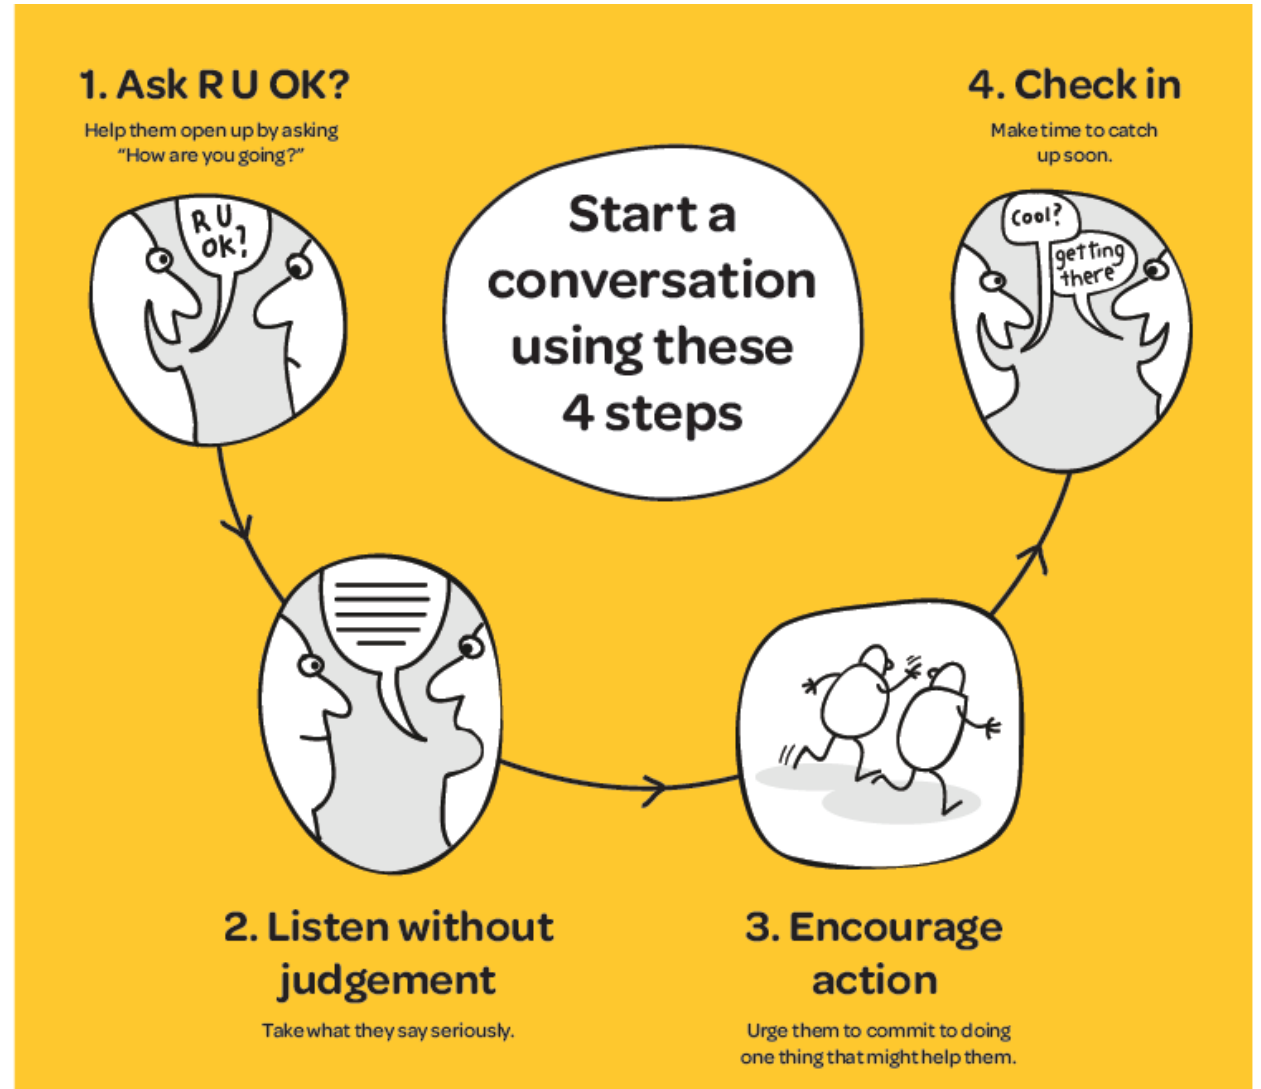 1. Ask R U OK?
Help them open up by asking
“How are you going?”
R U
OK?
Start a
conversation
using these
4 steps
2. Listen without
judgement
Take what they say seriously.
3. Encourage
action
Urge them to commit to doing
one thing that might help them.
4. Check in
Make time to catch
up soon.
Cool?
getting
there